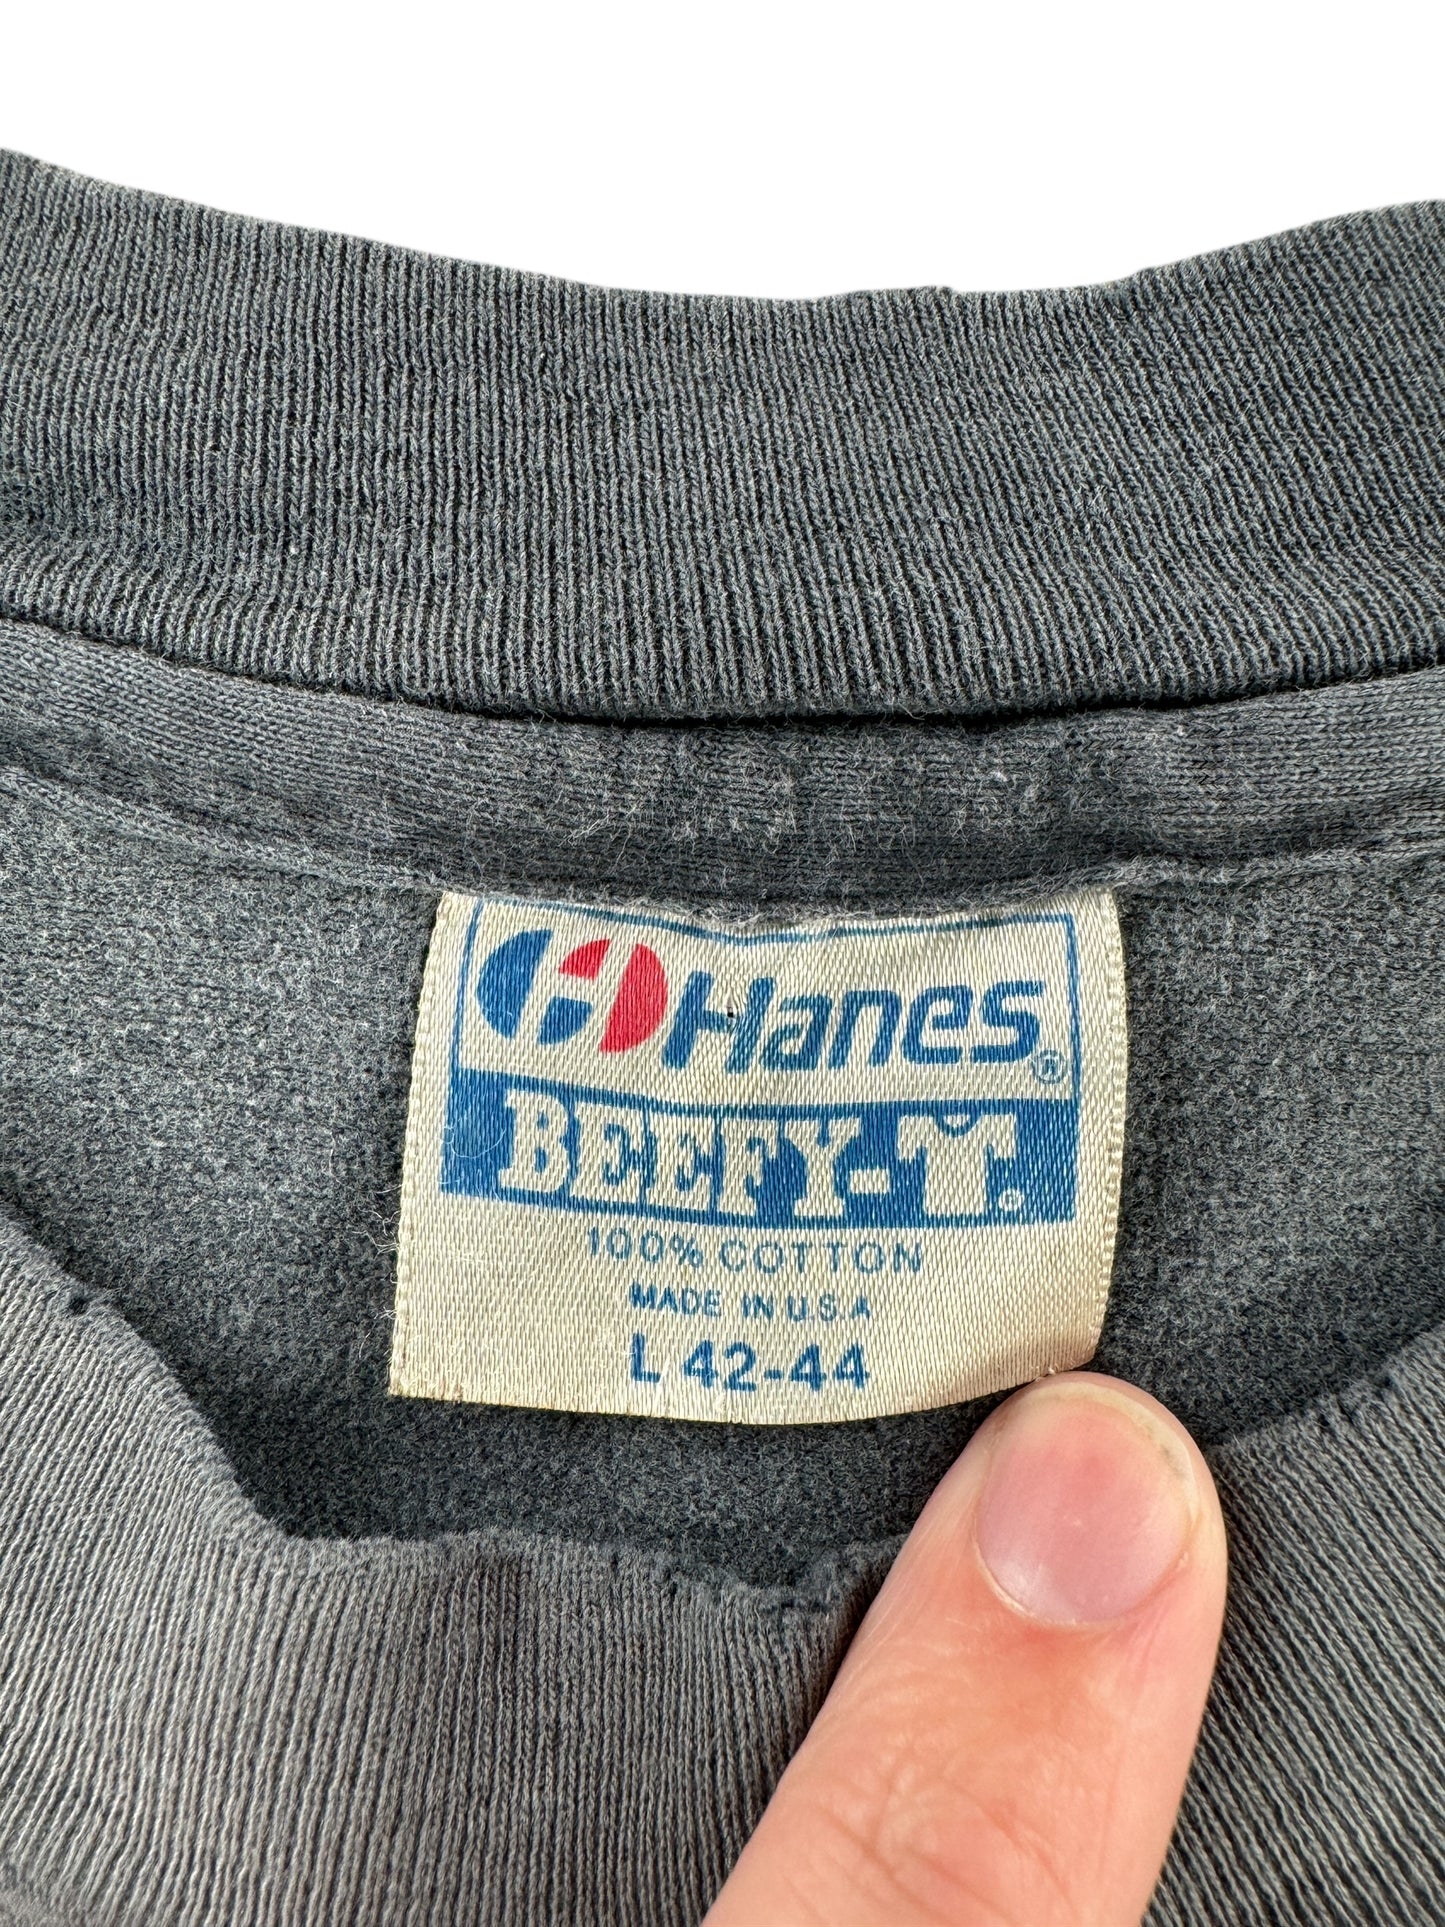 Hanes®
BEEFY-T®
100% COTTON
MADE IN U.S.A
L 42-44